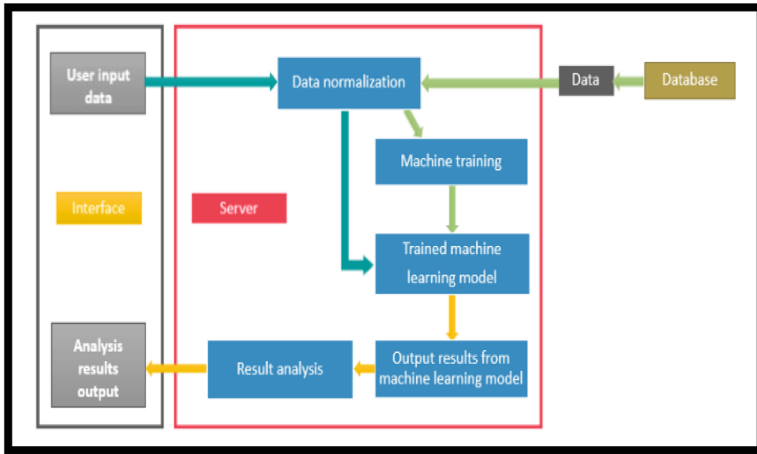 User input
data
Data normalization
Data
Database
Machine training
Interface
Server
Trained machine
learning model
Analysis
results
output
Result analysis
Output results from
machine learning model